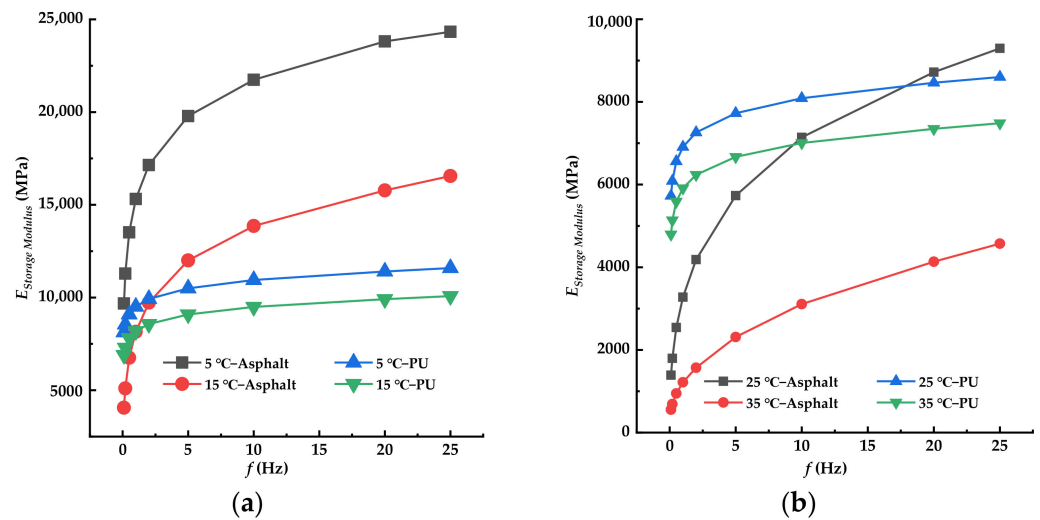 25,000
20,000
15,000
10,000
5000
E Storage Modulus (MPa)
5 ℃–Asphalt
15 ℃–Asphalt
5 ℃–PU
15 ℃–PU
0 5 10 15 20 25
f (Hz)
(a)
10,000
8000
6000
4000
2000
0
E Storage Modulus (MPa)
25 ℃–Asphalt
35 ℃–Asphalt
25 ℃–PU
35 ℃–PU
0 5 10 15 20 25
f (Hz)
(b)